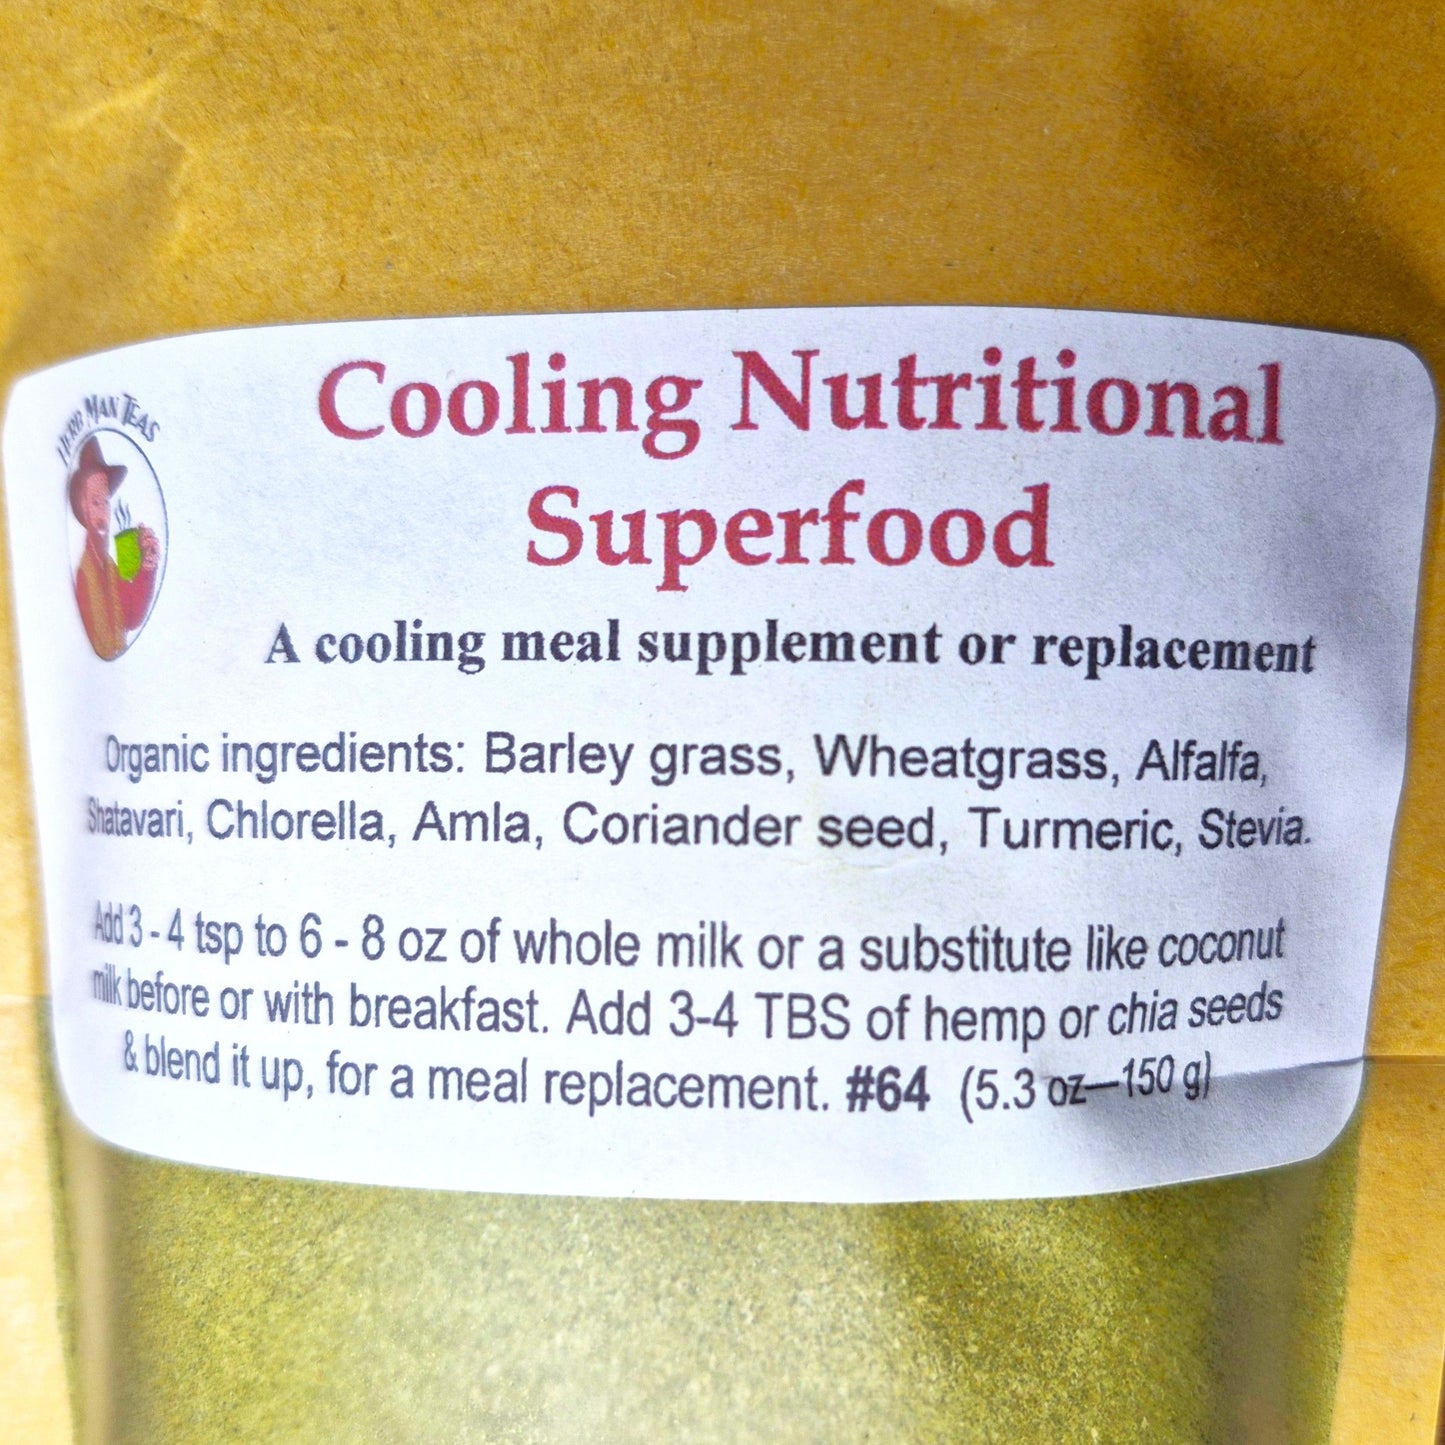 HERB MAN TEAS
Cooling Nutritional
Superfood
A cooling meal supplement or replacement
Organic ingredients: Barley grass, Wheatgrass, Alfalfa,
Shatavari, Chlorella, Amla, Coriander seed, Turmeric, Stevia.
Add 3 - 4 tsp to 6 - 8 oz of whole milk or a substitute like coconut
milk before or with breakfast. Add 3-4 TBS of hemp or chia seeds
& blend it up, for a meal replacement. #64 (5.3 oz—150 g)